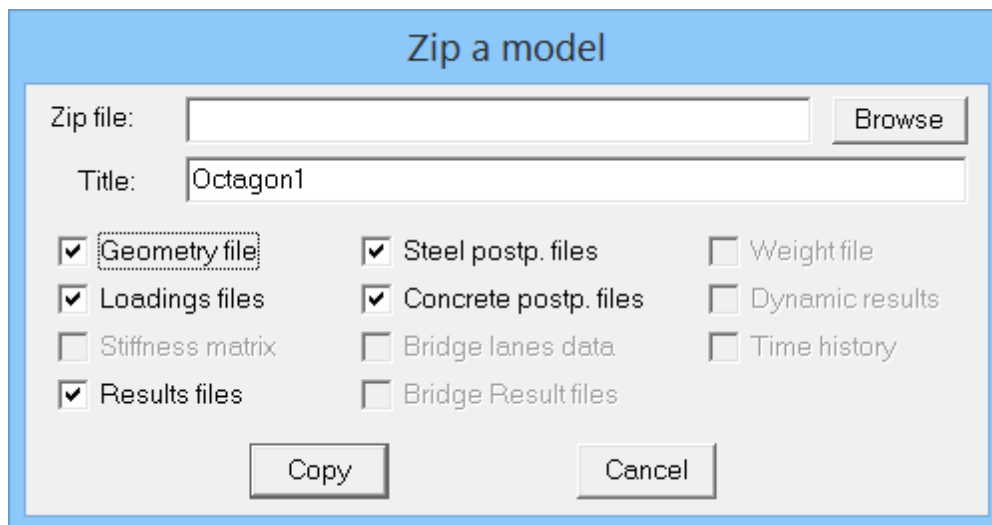 Zip a model
Zip file: Browse
Title: Octagon1
Geometry file Steel postp. files Weight file
Loadings files Concrete postp. files Dynamic results
Stiffness matrix Bridge lanes data Time history
Results files Bridge Result files
Copy Cancel